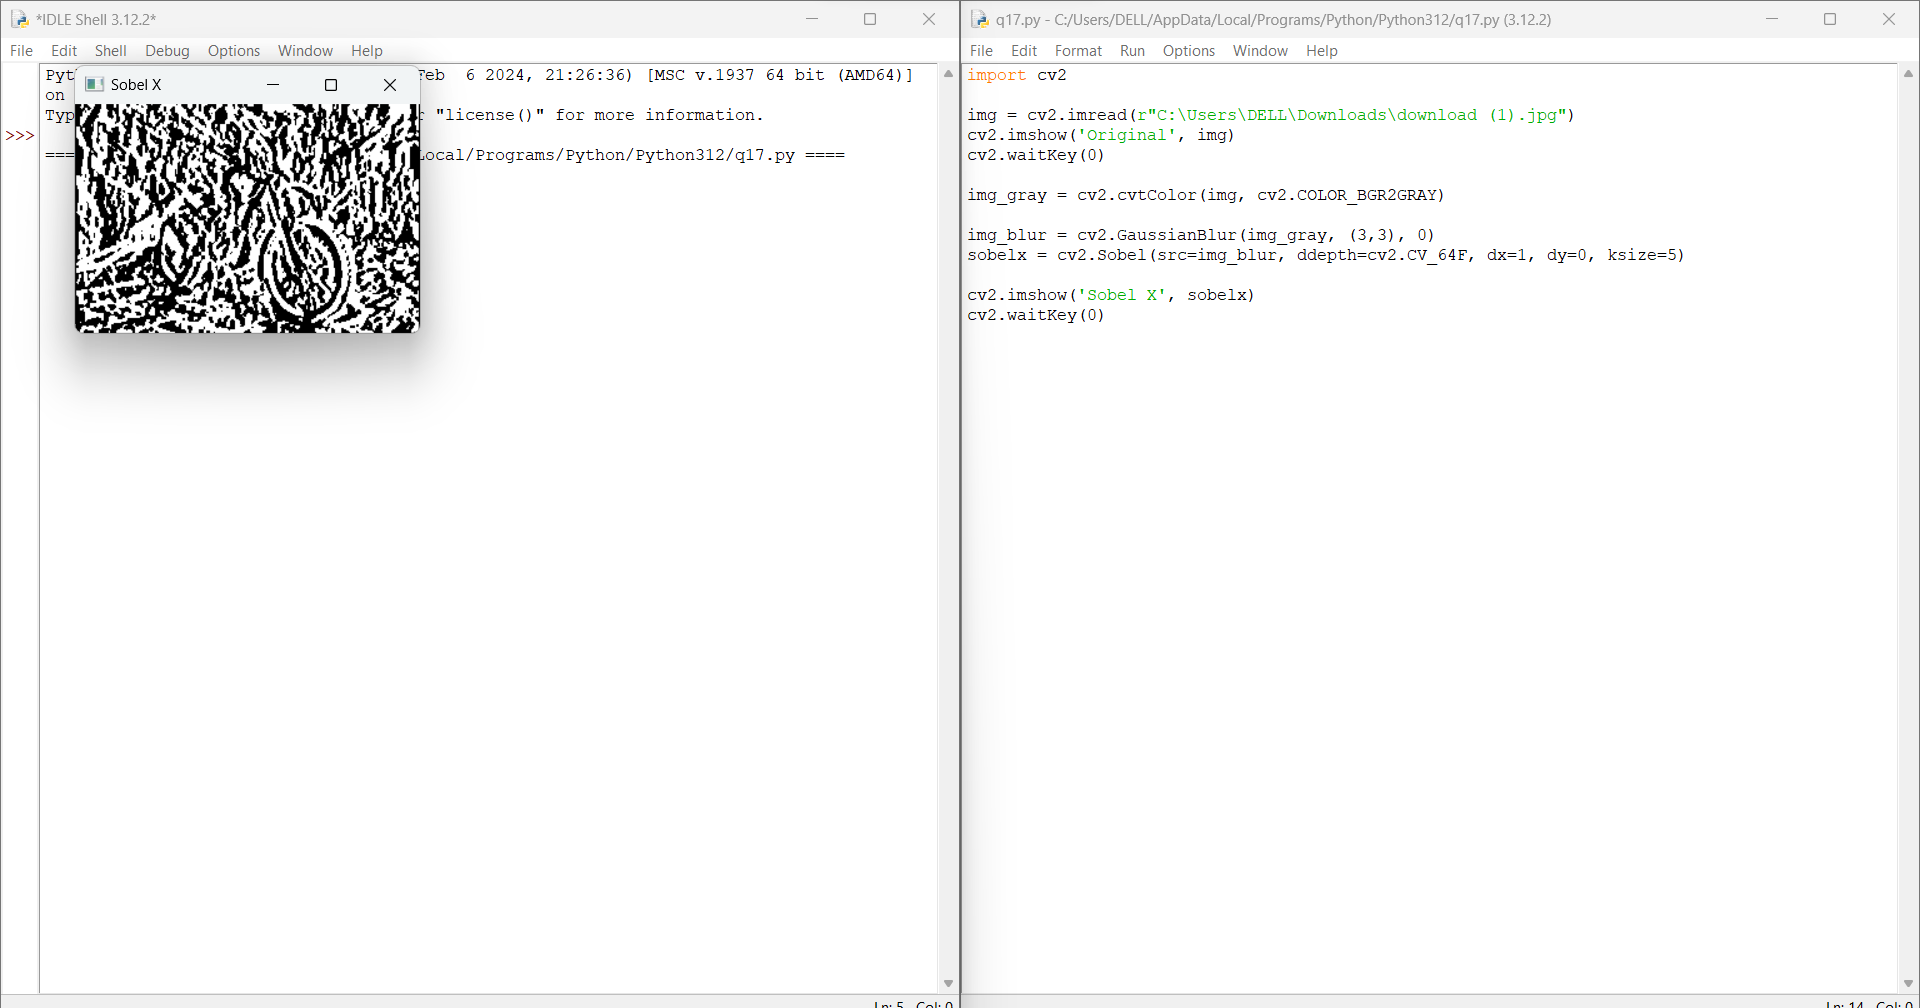 *IDLE Shell 3.12.2*
File Edit Shell Debug Options Window Help
Sobel X
Feb  6 2024, 21:26:36) [MSC v.1937 64 bit (AMD64)]
on
"license()" for more information.
>>>
==== Local/Programs/Python/Python312/q17.py ====
Ln: 5 Col: 0
q17.py - C:/Users/DELL/AppData/Local/Programs/Python/Python312/q17.py (3.12.2)
File Edit Format Run Options Window Help
import cv2
img = cv2.imread(r"C:\Users\DELL\Downloads\download (1).jpg")
cv2.imshow('Original', img)
cv2.waitKey(0)
img_gray = cv2.cvtColor(img, cv2.COLOR_BGR2GRAY)
img_blur = cv2.GaussianBlur(img_gray, (3,3), 0)
sobelx = cv2.Sobel(src=img_blur, ddepth=cv2.CV_64F, dx=1, dy=0, ksize=5)
cv2.imshow('Sobel X', sobelx)
cv2.waitKey(0)
Ln: 14 Col: 0